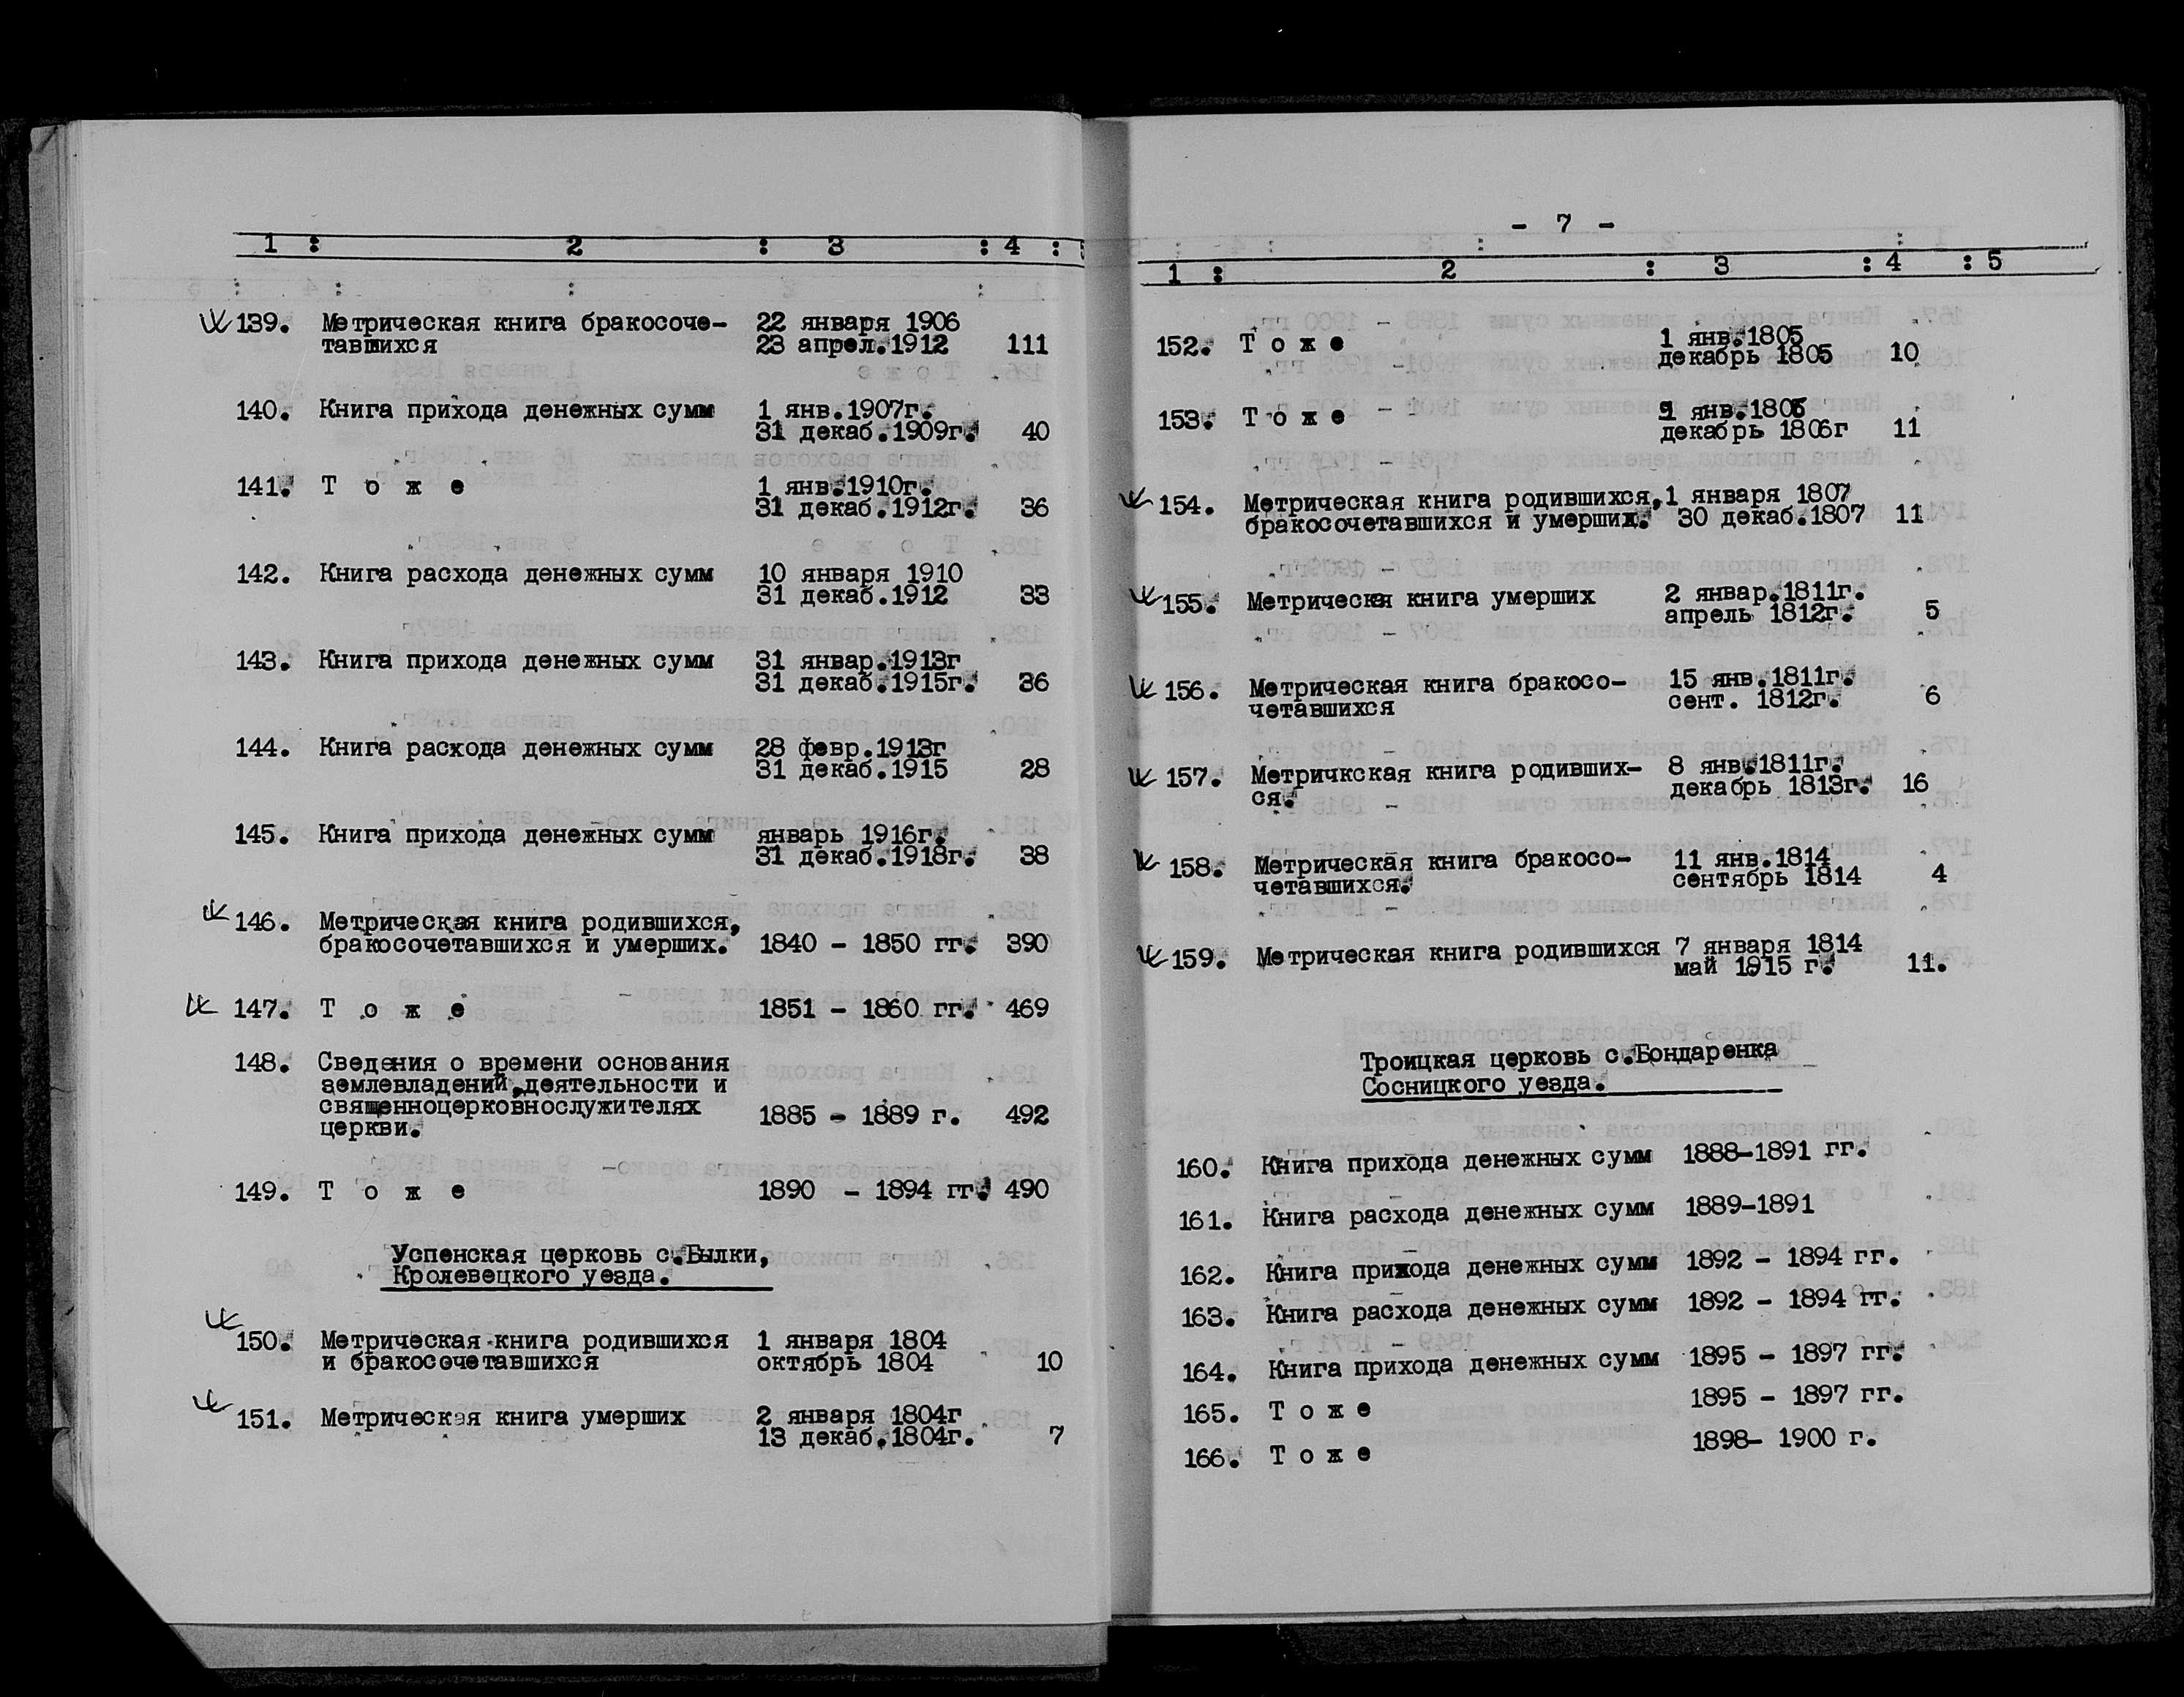 1 : 2 : 3 : 4 :
139. Метрическая книга бракосоче- 22 января 1906
тавшихся 23 апрел.1912 111
140. Книга прихода денежных сумм 1 янв.1907г.
31 декаб.1909г. 40
141. Т о ж е 1 янв.1910г.
31 декаб.1912г. 36
142. Книга расхода денежных сумм 10 января 1910
31 декаб.1912 33
143. Книга прихода денежных сумм 31 январ.1913г
31 декаб.1915г. 36
144. Книга расхода денежных сумм 28 февр.1913г
31 декаб.1915 28
145. Книга прихода денежных сумм январь 1916г.
31 декаб.1918г. 38
146. Метрическая книга родившихся,
бракосочетавшихся и умерших. 1840 - 1850 гг. 390
147. Т о ж е 1851 - 1860 гг. 469
148. Сведения о времени основания
землевладений,деятельности и
священноцерковнослужителях
церкви. 1885 - 1889 г. 492
149. Т о ж е 1890 - 1894 гг. 490
Успенская церковь с.Былки,
Кролевецкого уезда.
150. Метрическая книга родившихся 1 января 1804
и бракосочетавшихся октябрь 1804 10
151. Метрическая книга умерших 2 января 1804г
13 декаб.1804г. 7
- 7 -
1 : 2 : 3 : 4 : 5
152. Т о ж е 1 янв.1805
декабрь 1805 10
153. Т о ж е янв.1806
декабрь 1806г 11
154. Метрическая книга родившихся,1 января 1807
бракосочетавшихся и умерших. 30 декаб.1807 11
155. Метрическая книга умерших 2 январ.1811г.
апрель 1812г. 5
156. Метрическая книга бракосо- 15 янв.1811г.
четавшихся сент. 1812г. 6
157. Метричкская книга родивших- 8 янв.1811г.
ся. декабрь 1813г. 16
158. Метрическая книга бракосо- 11 янв.1814
четавшихся. сентябрь 1814 4
159. Метрическая книга родившихся 7 января 1814
май 1915 г. 11.
Троицкая церковь с.Бондаренка
Сосницкого уезда.
160. Книга прихода денежных сумм 1888-1891 гг.
161. Книга расхода денежных сумм 1889-1891
162. Книга прихода денежных сумм 1892 - 1894 гг.
163. Книга расхода денежных сумм 1892 - 1894 гг.
164. Книга прихода денежных сумм 1895 - 1897 гг.
165. Т о ж е 1895 - 1897 гг.
166. Т о ж е 1898- 1900 г.